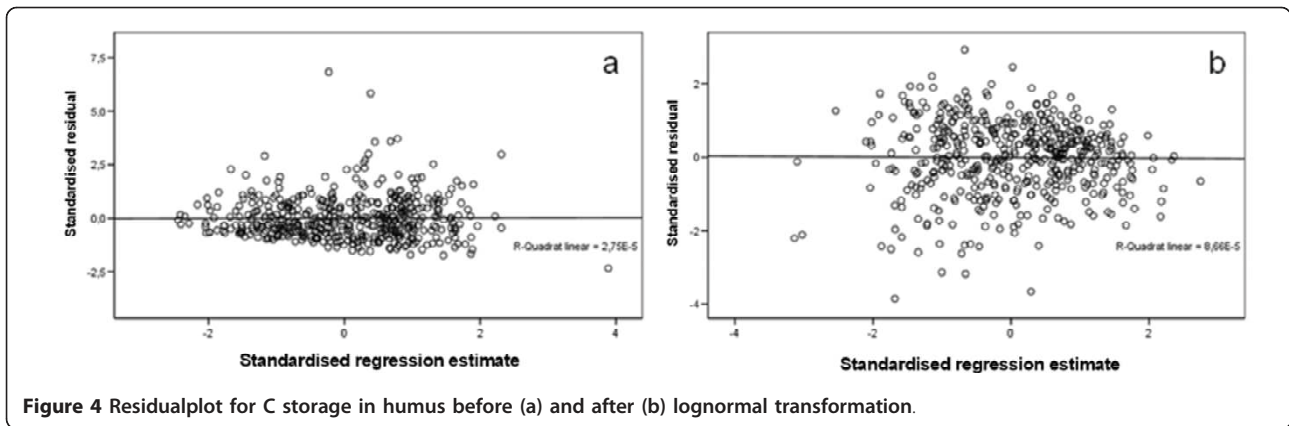 a
7,5
5,0
2,5
0,0
-2,5
Standardised residual
R-Quadrat linear = 2,75E-5
-2
0
2
4
Standardised regression estimate
b
2
0
-2
-4
Standardised residual
R-Quadrat linear = 8,66E-5
-4
-2
0
2
Standardised regression estimate
Figure 4 Residualplot for C storage in humus before (a) and after (b) lognormal transformation.